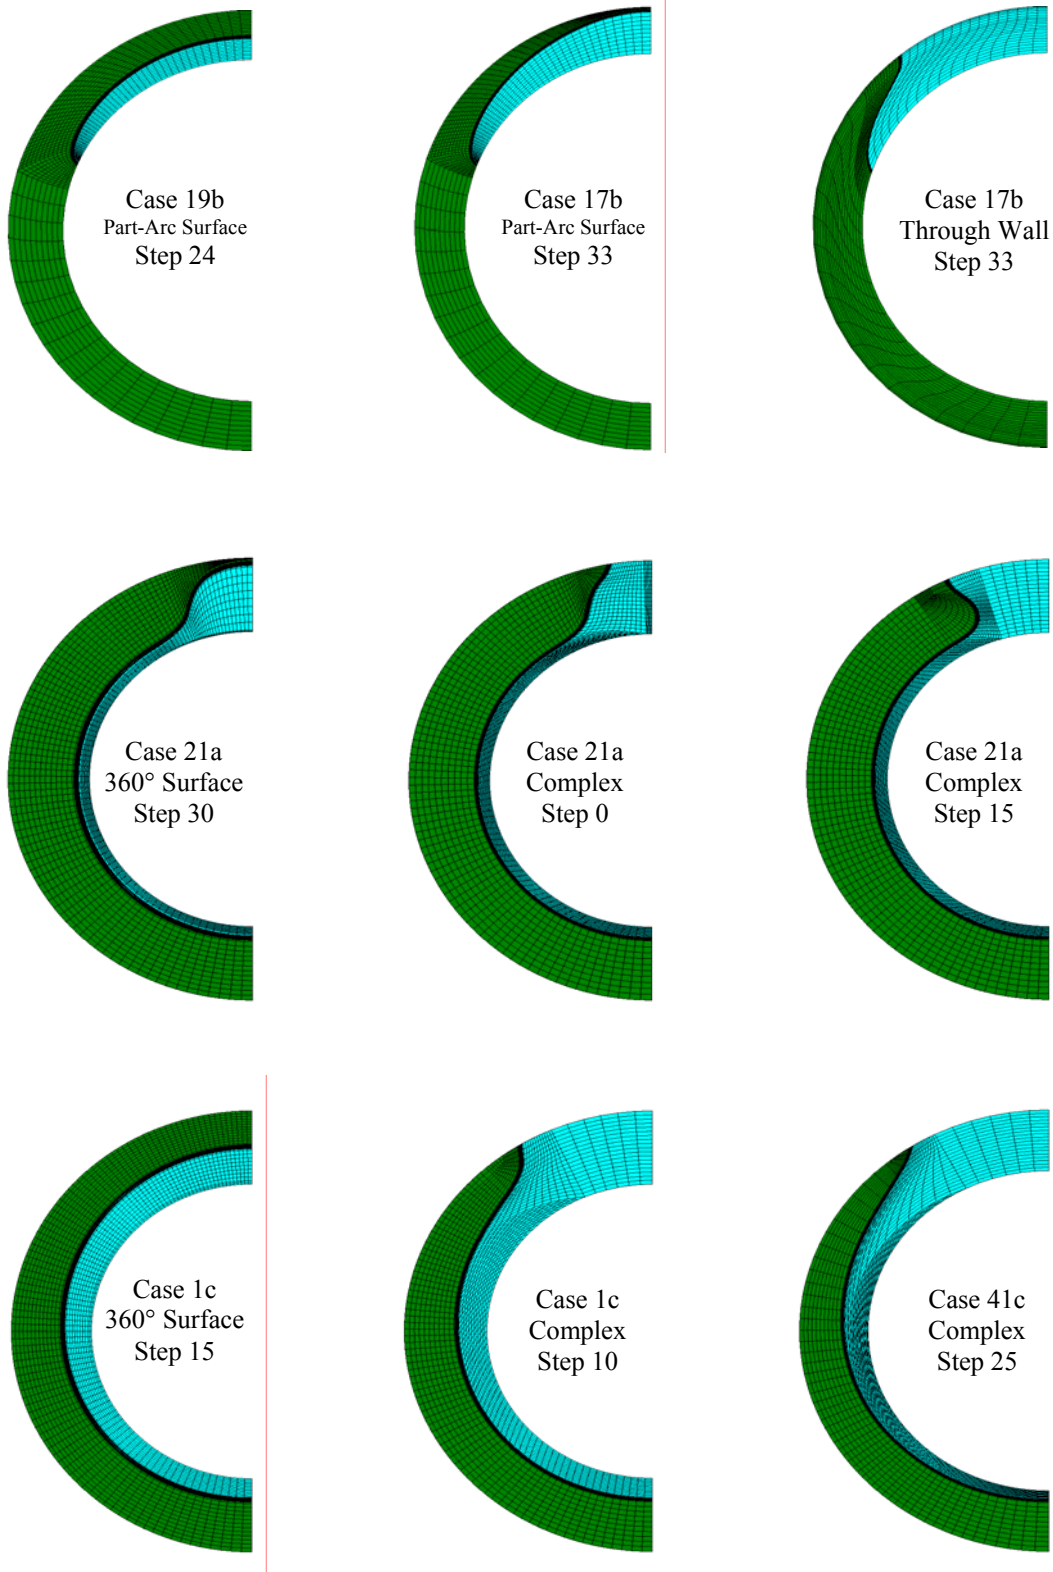 Case 19b
Part-Arc Surface
Step 24
Case 17b
Part-Arc Surface
Step 33
Case 17b
Through Wall
Step 33
Case 21a
360° Surface
Step 30
Case 21a
Complex
Step 0
Case 21a
Complex
Step 15
Case 1c
360° Surface
Step 15
Case 1c
Complex
Step 10
Case 41c
Complex
Step 25